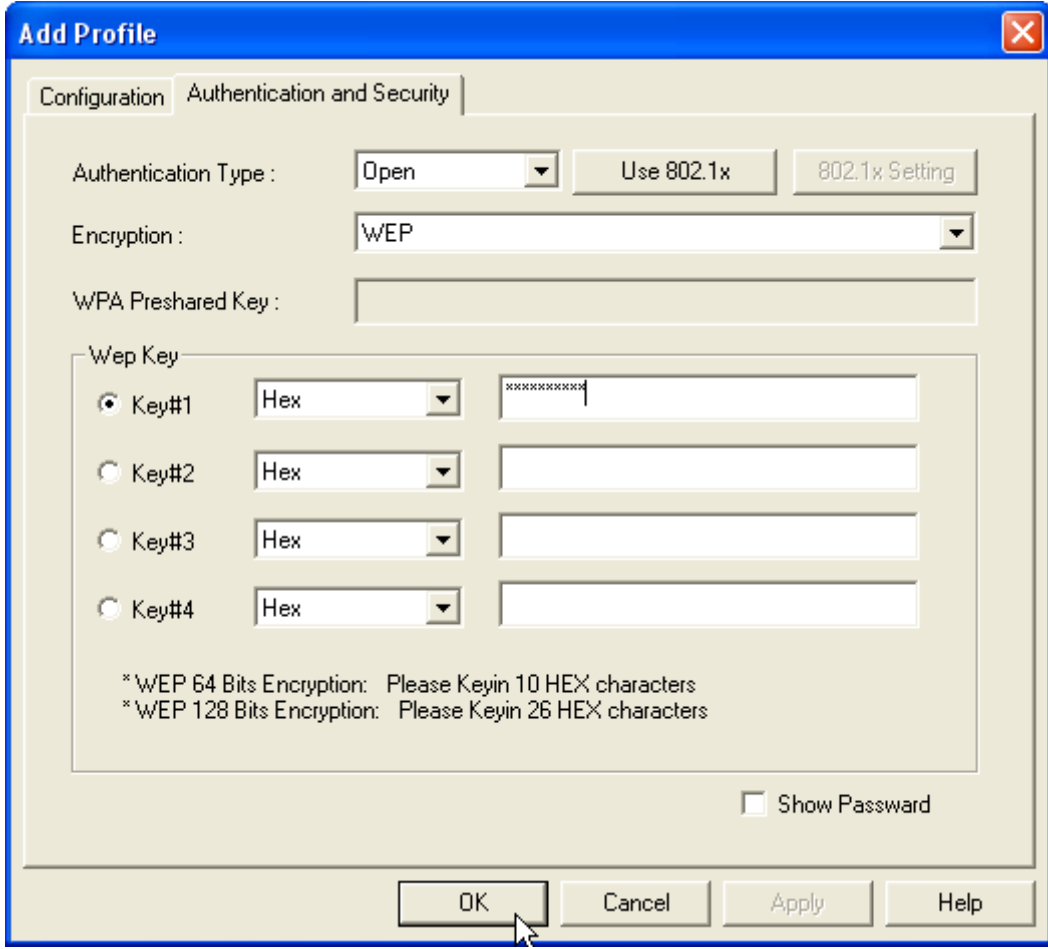 Add Profile
Configuration Authentication and Security
Authentication Type : Open Use 802.1x 802.1x Setting
Encryption : WEP
WPA Preshared Key :
Wep Key
Key#1 Hex **********
Key#2 Hex
Key#3 Hex
Key#4 Hex
* WEP 64 Bits Encryption: Please Keyin 10 HEX characters
* WEP 128 Bits Encryption: Please Keyin 26 HEX characters
Show Passward
OK Cancel Apply Help